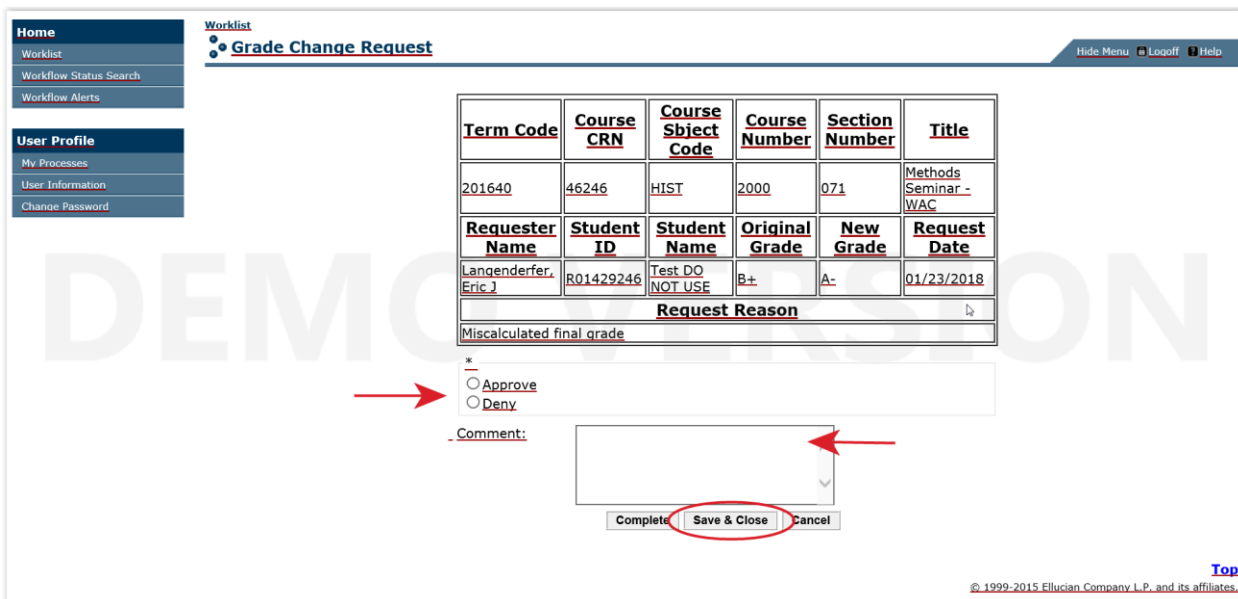 Home
Worklist
Workflow Status Search
Workflow Alerts
User Profile
My Processes
User Information
Change Password
Worklist
Grade Change Request
Hide Menu Logoff Help
Term Code Course CRN Course Sbject Code Course Number Section Number Title
201640 46246 HIST 2000 071 Methods Seminar - WAC
Requester Name Student ID Student Name Original Grade New Grade Request Date
Langenderfer, Eric J R01429246 Test DO NOT USE B+ A- 01/23/2018
Request Reason
Miscalculated final grade
*
Approve
Deny
Comment:
Complete Save & Close Cancel
Top
© 1999-2015 Ellucian Company L.P. and its affiliates.
DEMO VERSION